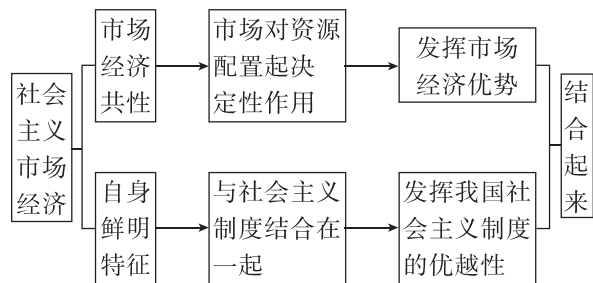 社会
主义
市场
经济
市场
经济
共性
市场对资源
配置起决
定性作用
发挥市场
经济优势
自身
鲜明
特征
与社会主义
制度结合在
一起
发挥我国社
会主义制度
的优越性
结
合
起
来